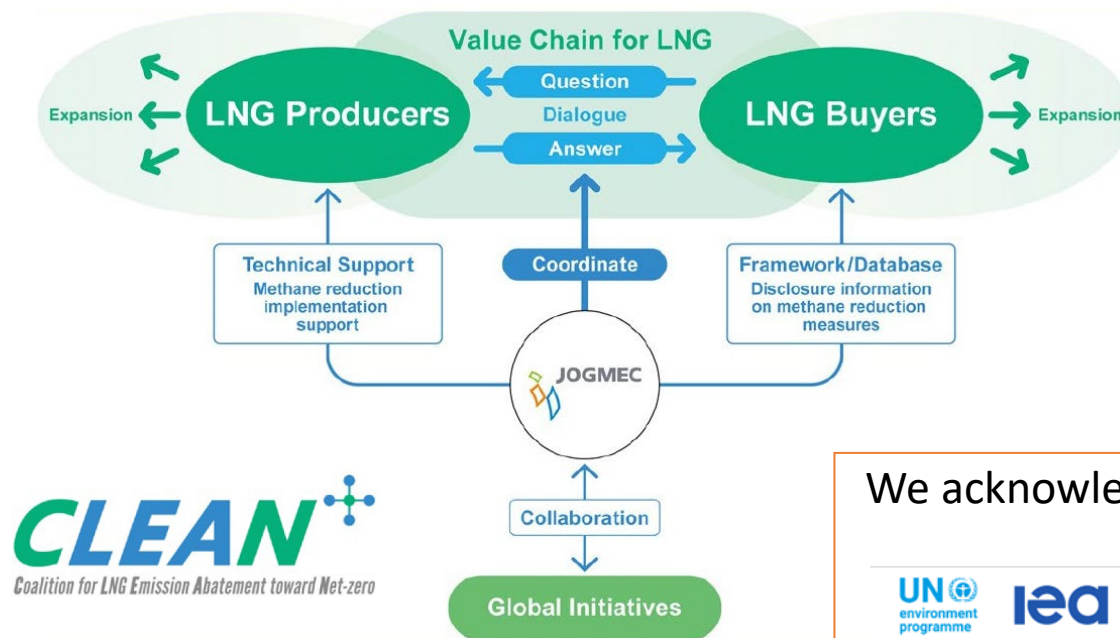 Value Chain for LNG
Expansion
LNG Producers
Question
Dialogue
Answer
LNG Buyers
Expansion
Technical Support
Methane reduction
implementation
support
Coordinate
Framework/Database
Disclosure information
on methane reduction
measures
JOGMEC
CLEAN
Coalition for LNG Emission Abatement toward Net-zero
Collaboration
Global Initiatives
We acknowle
UN
environment
programme
iea